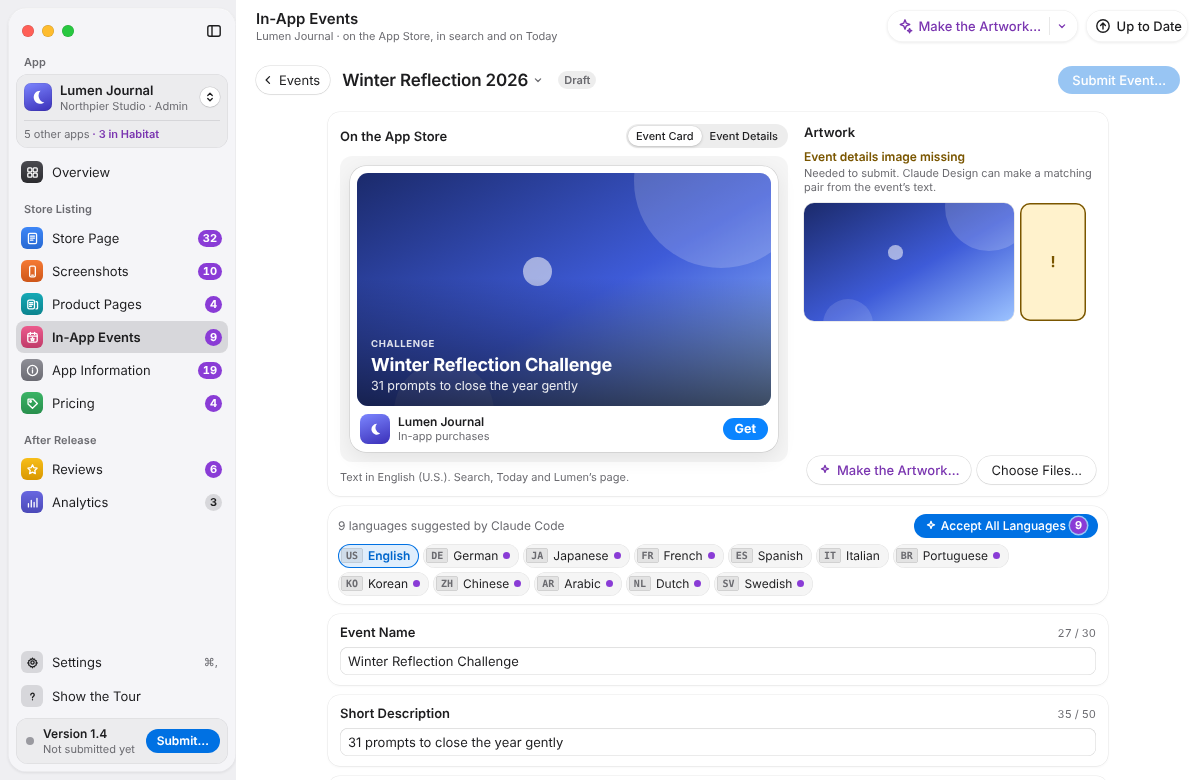 App
Lumen Journal
Northpier Studio · Admin
5 other apps · 3 in Habitat
Overview
Store Listing
Store Page 32
Screenshots 10
Product Pages 4
In-App Events 9
App Information 19
Pricing 4
After Release
Reviews 6
Analytics 3
Settings ⌘,
? Show the Tour
Version 1.4
Not submitted yet
Submit...
In-App Events
Lumen Journal · on the App Store, in search and on Today
Make the Artwork...
Up to Date
Events
Winter Reflection 2026
Draft
Submit Event...
On the App Store
Event Card
Event Details
CHALLENGE
Winter Reflection Challenge
31 prompts to close the year gently
Lumen Journal
In-app purchases
Get
Text in English (U.S.). Search, Today and Lumen’s page.
Artwork
Event details image missing
Needed to submit. Claude Design can make a matching
pair from the event’s text.
!
Make the Artwork...
Choose Files...
9 languages suggested by Claude Code
Accept All Languages 9
US English
DE German
JA Japanese
FR French
ES Spanish
IT Italian
BR Portuguese
KO Korean
ZH Chinese
AR Arabic
NL Dutch
SV Swedish
Event Name
27 / 30
Winter Reflection Challenge
Short Description
35 / 50
31 prompts to close the year gently